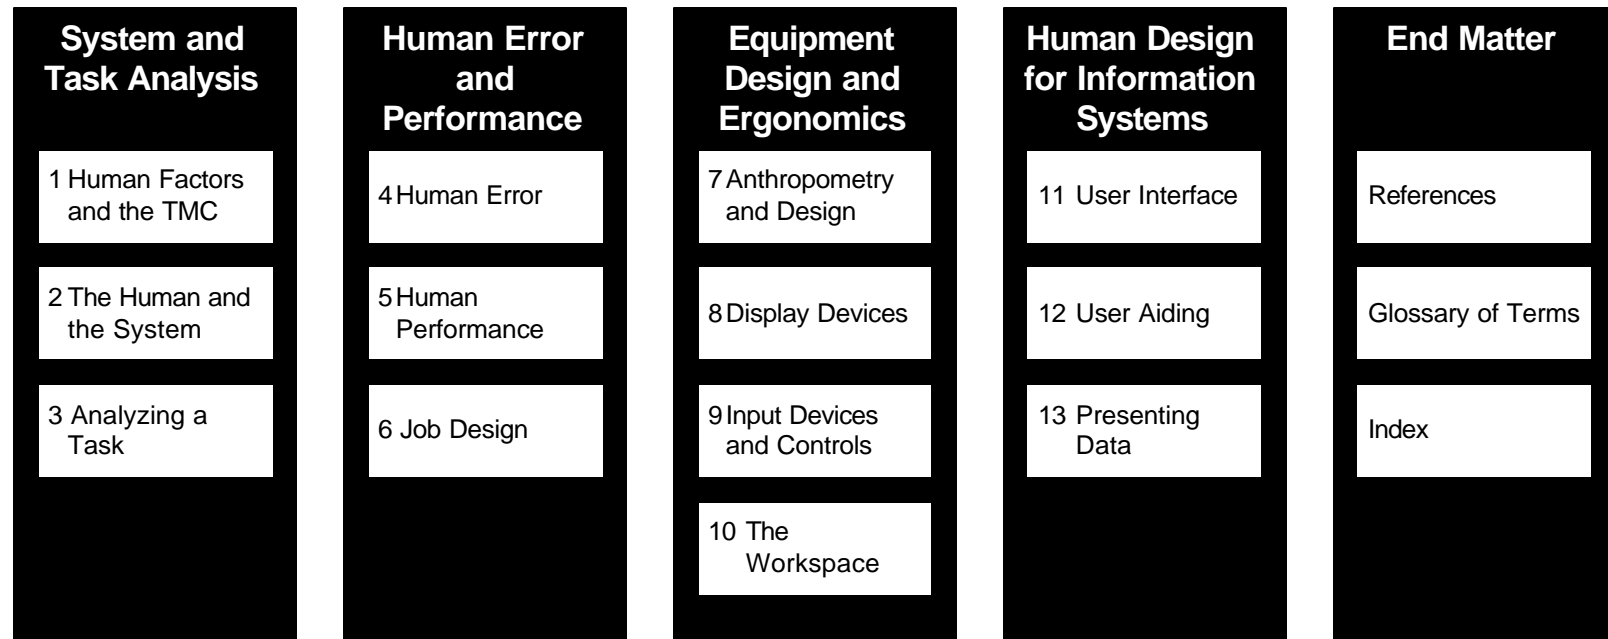 System and
Task Analysis
1 Human Factors
and the TMC
2 The Human and
the System
3 Analyzing a
Task
Human Error
and
Performance
4 Human Error
5 Human
Performance
6 Job Design
Equipment
Design and
Ergonomics
7 Anthropometry
and Design
8 Display Devices
9 Input Devices
and Controls
10 The
Workspace
Human Design
for Information
Systems
11 User Interface
12 User Aiding
13 Presenting
Data
End Matter
References
Glossary of Terms
Index